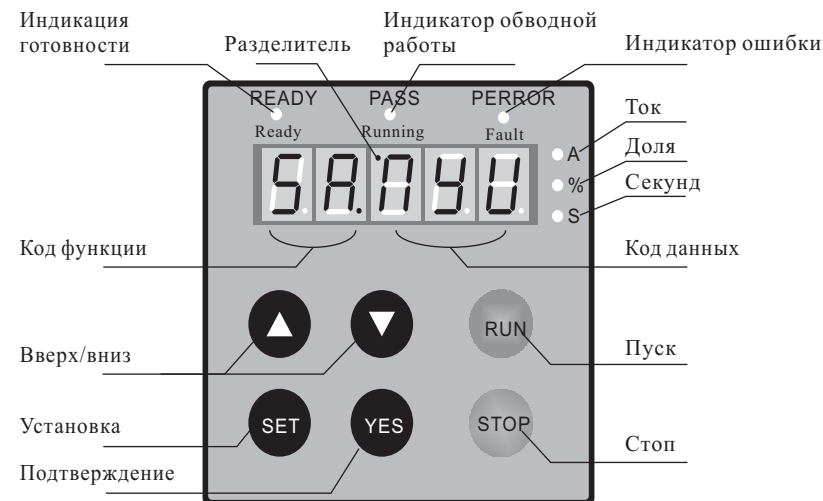 Индикация
готовности
Разделитель
Индикатор обводной
работы
Индикатор ошибки
READY PASS PERROR
Ready Running Fault
A
%
S
Ток
Доля
Секунд
Код функции
Код данных
RUN
Вверх/вниз
Пуск
SET YES STOP
Установка
Стоп
Подтверждение